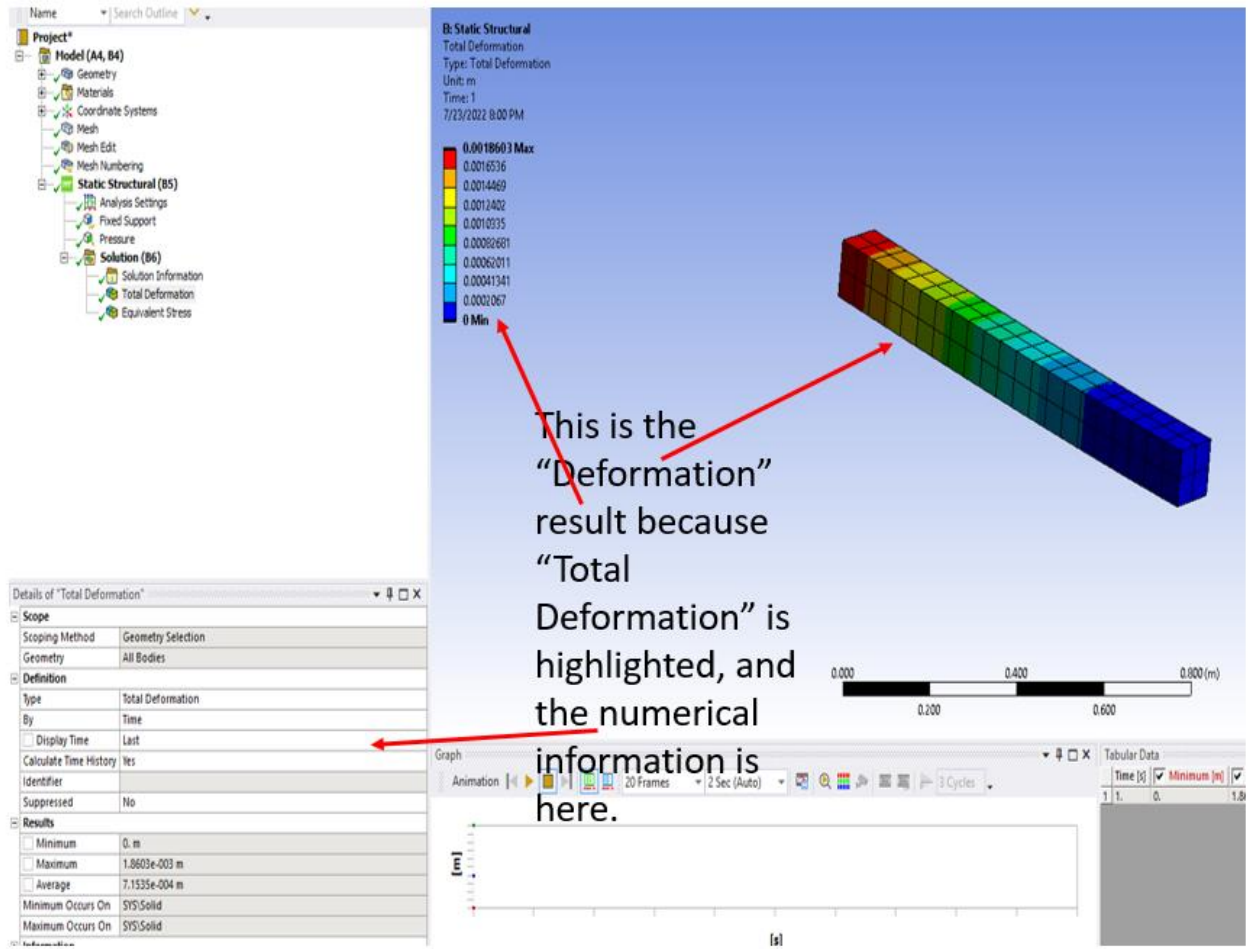 Name Search Outline
Project*
Model (A4, B4)
Geometry
Materials
Coordinate Systems
Mesh
Mesh Edit
Mesh Numbering
Static Structural (B5)
Analysis Settings
Fixed Support
Pressure
Solution (B6)
Solution Information
Total Deformation
Equivalent Stress
B: Static Structural
Total Deformation
Type: Total Deformation
Unit: m
Time: 1
7/23/2022 8:00 PM
0.0018603 Max
0.0016536
0.0014469
0.0012402
0.0010335
0.00082681
0.00062011
0.00041341
0.0002067
0 Min
This is the
“Deformation”
result because
“Total
Deformation” is
highlighted, and
the numerical
information is
here.
0.000 0.400 0.800 (m)
0.200 0.600
Details of "Total Deformation"
Scope
Scoping Method Geometry Selection
Geometry All Bodies
Definition
Type Total Deformation
By Time
Display Time Last
Calculate Time History Yes
Identifier
Suppressed No
Results
Minimum 0. m
Maximum 1.8603e-003 m
Average 7.1535e-004 m
Minimum Occurs On SYS\Solid
Maximum Occurs On SYS\Solid
Information
Graph
Animation 20 Frames 2 Sec (Auto) 3 Cycles
[m]
[s]
Tabular Data
Time [s] Minimum [m]
1 1. 0.